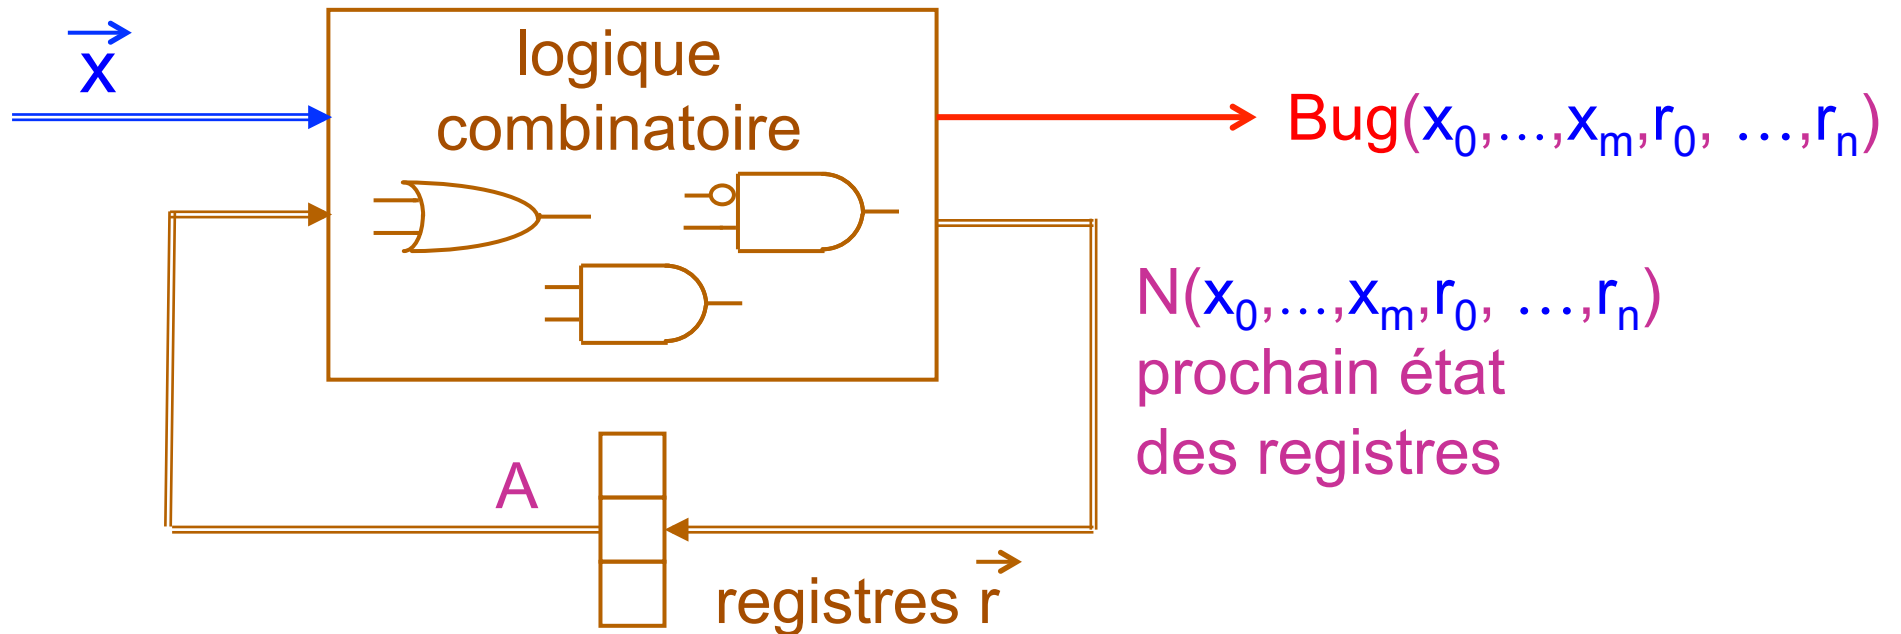 x
logique
combinatoire
Bug(x₀,…,xₘ,r₀, …,rₙ)
N(x₀,…,xₘ,r₀, …,rₙ)
prochain état
des registres
A
registres r